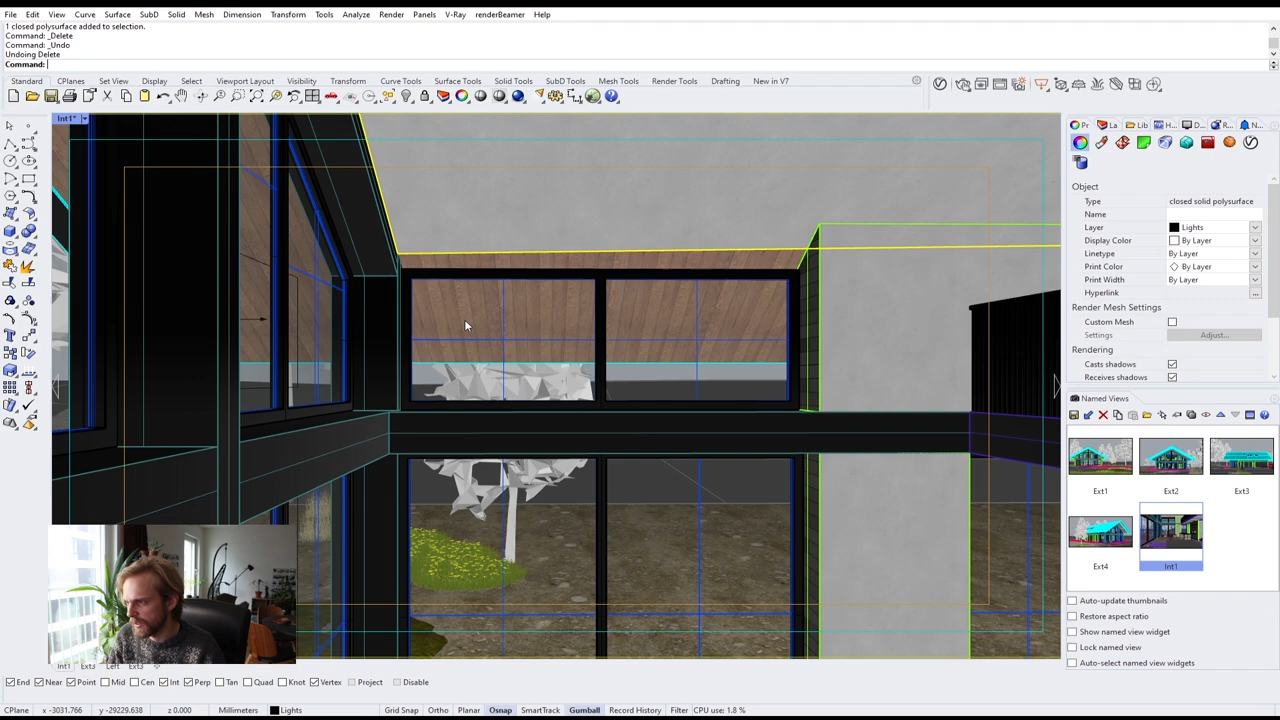 File Edit View Curve Surface SubD Solid Mesh Dimension Transform Tools Analyze Render Panels V-Ray renderBeamer Help
1 closed polysurface added to selection.
Command: _Delete
Command: _Undo
Undoing Delete
Command:
Standard CPlanes Set View Display Select Viewport Layout Visibility Transform Curve Tools Surface Tools Solid Tools SubD Tools Mesh Tools Render Tools Drafting New in V7
Int1*
Pr La Lib H... D... R... N...
Object
Type closed solid polysurface
Name
Layer Lights
Display Color By Layer
Linetype By Layer
Print Color By Layer
Print Width By Layer
Hyperlink ...
Render Mesh Settings
Custom Mesh
Settings Adjust...
Rendering
Casts shadows
Receives shadows
Named Views
Ext1 Ext2 Ext3
Ext4 Int1
Auto-update thumbnails
Restore aspect ratio
Show named view widget
Lock named view
Auto-select named view widgets
Int1 Ext3 Left Ext3
End Near Point Mid Cen Int Perp Tan Quad Knot Vertex Project Disable
CPlane x -3031.766 y -29229.638 z 0.000 Millimeters Lights Grid Snap Ortho Planar Osnap SmartTrack Gumball Record History Filter CPU use: 1.8 %